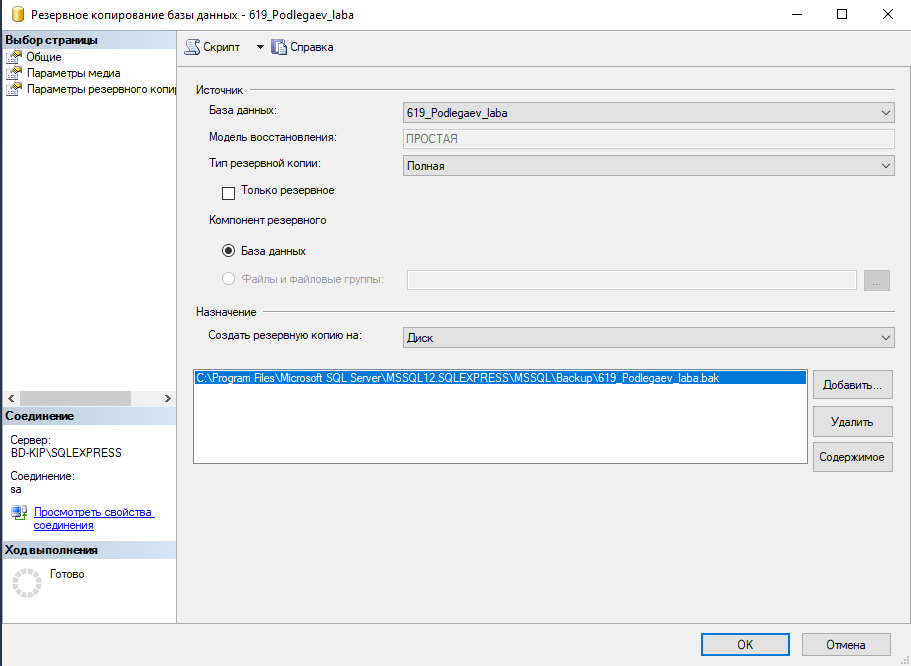 Резервное копирование базы данных - 619_Podlegaev_laba
Выбор страницы
Общие
Параметры медиа
Параметры резервного копир
Скрипт
Справка
Источник
База данных:
619_Podlegaev_laba
Модель восстановления:
ПРОСТАЯ
Тип резервной копии:
Полная
Только резервное
Компонент резервного
База данных
Файлы и файловые группы:
...
Назначение
Создать резервную копию на:
Диск
C:\Program Files\Microsoft SQL Server\MSSQL12.SQLEXPRESS\MSSQL\Backup\619_Podlegaev_laba.bak
Добавить...
Удалить
Содержимое
Соединение
Сервер:
BD-KIP\SQLEXPRESS
Соединение:
sa
Просмотреть свойства
соединения
Ход выполнения
Готово
OK
Отмена